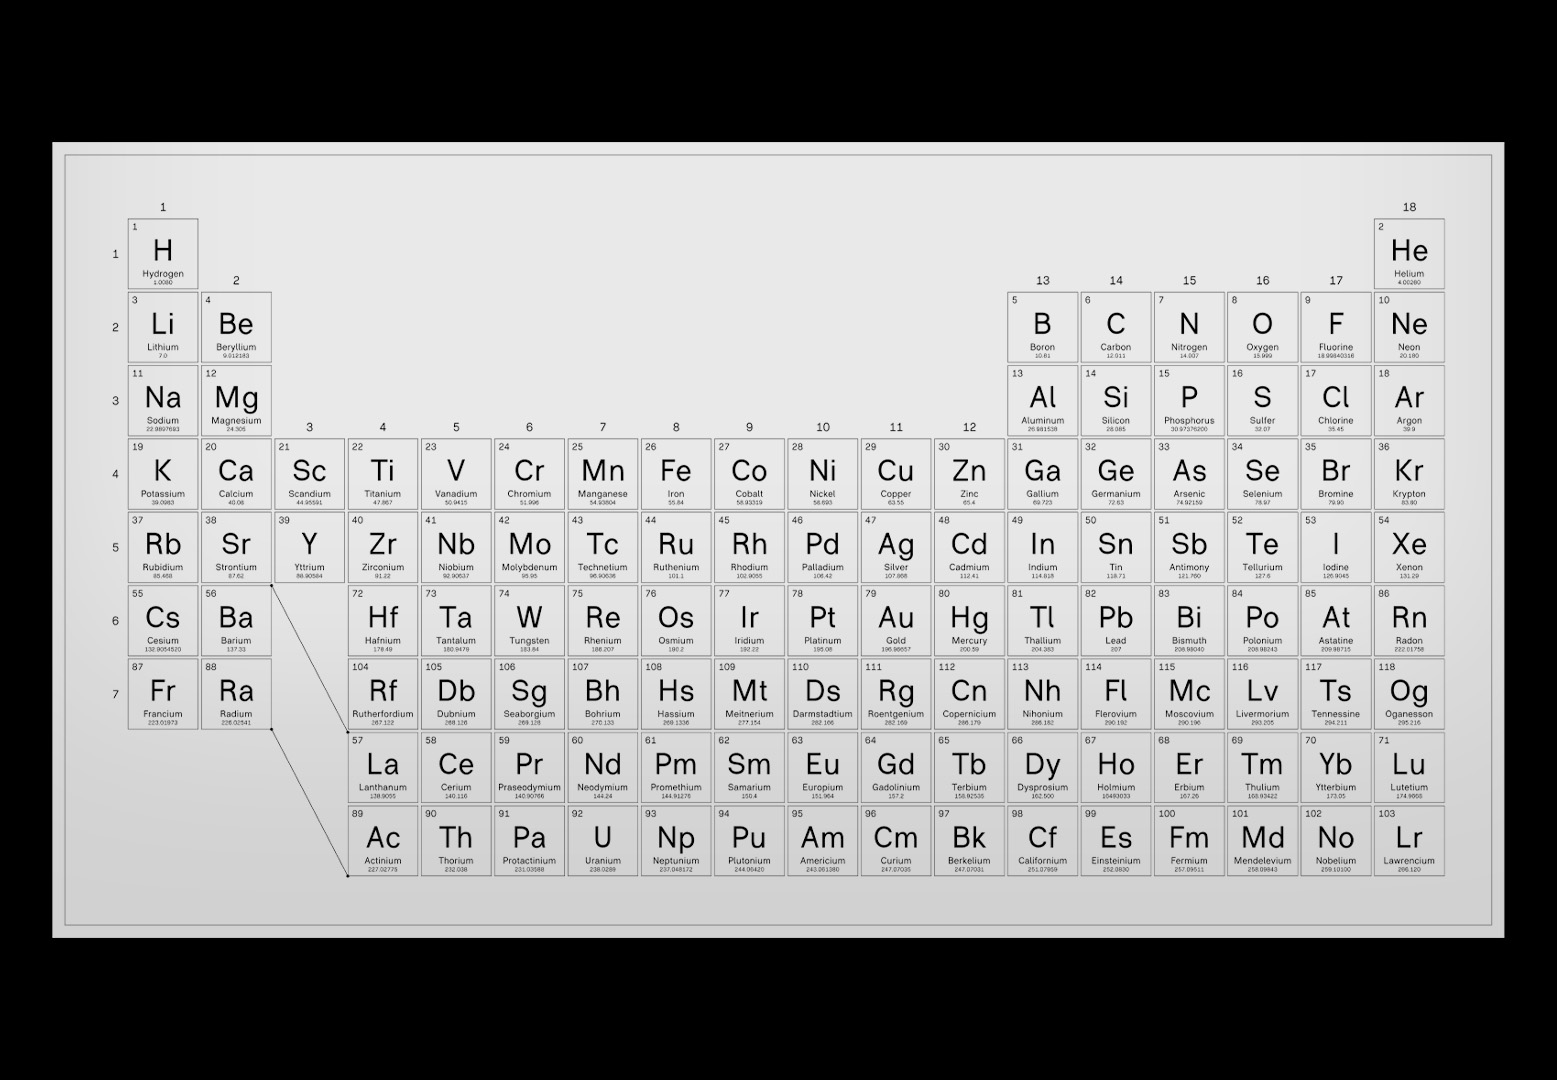 1 18
1 2
1 H He
Hydrogen Helium
1.0080 4.00260
2 13 14 15 16 17
3 4 5 6 7 8 9 10
2 Li Be B C N O F Ne
Lithium Beryllium Boron Carbon Nitrogen Oxygen Fluorine Neon
7.0 9.012183 10.81 12.011 14.007 15.999 18.99840316 20.180
11 12 13 14 15 16 17 18
3 Na Mg Al Si P S Cl Ar
Sodium Magnesium Aluminum Silicon Phosphorus Sulfer Chlorine Argon
22.9897693 24.305 26.981538 28.085 30.97376200 32.07 35.45 39.9
3 4 5 6 7 8 9 10 11 12
19 20 21 22 23 24 25 26 27 28 29 30 31 32 33 34 35 36
4 K Ca Sc Ti V Cr Mn Fe Co Ni Cu Zn Ga Ge As Se Br Kr
Potassium Calcium Scandium Titanium Vanadium Chromium Manganese Iron Cobalt Nickel Copper Zinc Gallium Germanium Arsenic Selenium Bromine Krypton
39.0983 40.08 44.95591 47.867 50.9415 51.996 54.93804 55.84 58.93319 58.693 63.55 65.4 69.723 72.63 74.92159 78.97 79.90 83.80
37 38 39 40 41 42 43 44 45 46 47 48 49 50 51 52 53 54
5 Rb Sr Y Zr Nb Mo Tc Ru Rh Pd Ag Cd In Sn Sb Te I Xe
Rubidium Strontium Yttrium Zirconium Niobium Molybdenum Technetium Ruthenium Rhodium Palladium Silver Cadmium Indium Tin Antimony Tellurium Iodine Xenon
85.468 87.62 88.90584 91.22 92.90637 95.95 96.90636 101.1 102.9055 106.42 107.868 112.41 114.818 118.71 121.760 127.6 126.9045 131.29
55 56 72 73 74 75 76 77 78 79 80 81 82 83 84 85 86
6 Cs Ba Hf Ta W Re Os Ir Pt Au Hg Tl Pb Bi Po At Rn
Cesium Barium Hafnium Tantalum Tungsten Rhenium Osmium Iridium Platinum Gold Mercury Thallium Lead Bismuth Polonium Astatine Radon
132.9054520 137.33 178.49 180.9479 183.84 186.207 190.2 192.22 195.08 196.96657 200.59 204.383 207 208.98040 208.98243 209.98715 222.01758
87 88 104 105 106 107 108 109 110 111 112 113 114 115 116 117 118
7 Fr Ra Rf Db Sg Bh Hs Mt Ds Rg Cn Nh Fl Mc Lv Ts Og
Francium Radium Rutherfordium Dubnium Seaborgium Bohrium Hassium Meitnerium Darmstadtium Roentgenium Copernicium Nihonium Flerovium Moscovium Livermorium Tennessine Oganesson
223.01973 226.02541 267.122 268.126 269.128 270.133 269.1336 277.154 282.166 282.169 286.179 286.182 290.192 290.196 293.205 294.211 295.216
57 58 59 60 61 62 63 64 65 66 67 68 69 70 71
La Ce Pr Nd Pm Sm Eu Gd Tb Dy Ho Er Tm Yb Lu
Lanthanum Cerium Praseodymium Neodymium Promethium Samarium Europium Gadolinium Terbium Dysprosium Holmium Erbium Thulium Ytterbium Lutetium
138.9055 140.116 140.90766 144.24 144.91276 150.4 151.964 157.2 158.92535 162.500 16493033 167.26 168.93422 173.05 174.9668
89 90 91 92 93 94 95 96 97 98 99 100 101 102 103
Ac Th Pa U Np Pu Am Cm Bk Cf Es Fm Md No Lr
Actinium Thorium Protactinium Uranium Neptunium Plutonium Americium Curium Berkelium Californium Einsteinium Fermium Mendelevium Nobelium Lawrencium
227.02775 232.038 231.03588 238.0289 237.048172 244.06420 243.061380 247.07035 247.07031 251.07959 252.0830 257.09511 258.09843 259.10100 266.120